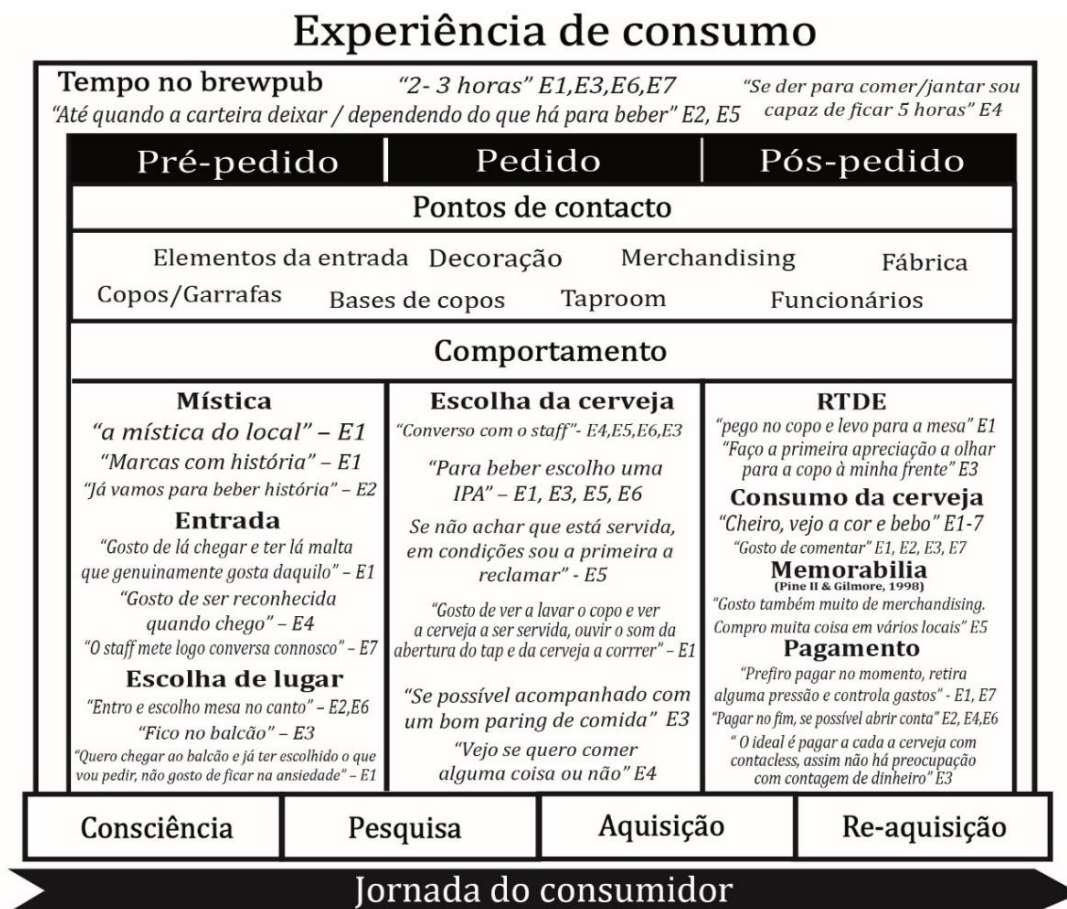 Experiência de consumo
Tempo no brewpub
“2- 3 horas” E1,E3,E6,E7
“Se der para comer/jantar sou
capaz de ficar 5 horas” E4
“Até quando a carteira deixar / dependendo do que há para beber” E2, E5
Pré-pedido
Pedido
Pós-pedido
Pontos de contacto
Elementos da entrada
Decoração
Merchandising
Fábrica
Copos/Garrafas
Bases de copos
Taproom
Funcionários
Comportamento
Mística
“a mística do local” – E1
“Marcas com história” – E1
“Já vamos para beber história” – E2
Entrada
“Gosto de lá chegar e ter lá malta
que genuinamente gosta daquilo” – E1
“Gosto de ser reconhecida
quando chego” – E4
“O staff mete logo conversa connosco” – E7
Escolha de lugar
“Entro e escolho mesa no canto” – E2,E6
“Fico no balcão” – E3
“Quero chegar ao balcão e já ter escolhido o que
vou pedir, não gosto de ficar na ansiedade” – E1
Escolha da cerveja
“Converso com o staff”- E4,E5,E6,E3
“Para beber escolho uma
IPA” – E1, E3, E5, E6
Se não achar que está servida,
em condições sou a primeira a
reclamar” - E5
“Gosto de ver a lavar o copo e ver
a cerveja a ser servida, ouvir o som da
abertura do tap e da cerveja a corrrer” – E1
“Se possível acompanhado com
um bom paring de comida” E3
“Vejo se quero comer
alguma coisa ou não” E4
RTDE
“pego no copo e levo para a mesa” E1
“Faço a primeira apreciação a olhar
para a copo à minha frente” E3
Consumo da cerveja
“Cheiro, vejo a cor e bebo” E1-7
“Gosto de comentar” E1, E2, E3, E7
Memorabilia
(Pine II & Gilmore, 1998)
“Gosto também muito de merchandising.
Compro muita coisa em vários locais” E5
Pagamento
“Prefiro pagar no momento, retira
alguma pressão e controla gastos” - E1, E7
“Pagar no fim, se possível abrir conta” E2, E4,E6
“ O ideal é pagar a cada a cerveja com
contacless, assim não há preocupação
com contagem de dinheiro” E3
Consciência
Pesquisa
Aquisição
Re-aquisição
Jornada do consumidor